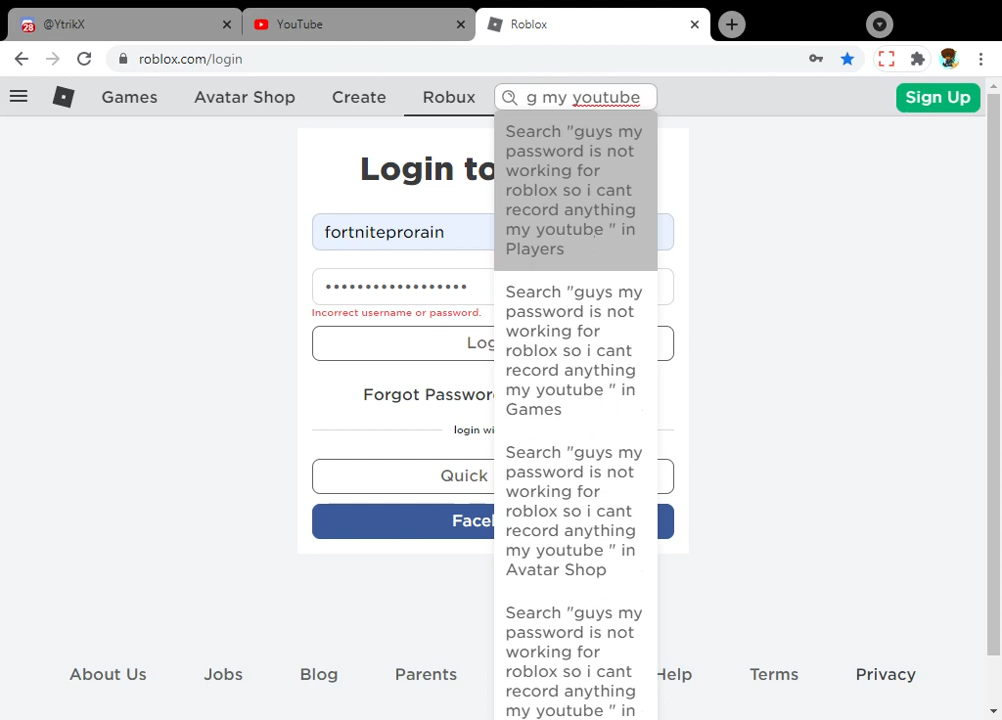 28 @YtrikX
YouTube
Roblox
roblox.com/login
Games Avatar Shop Create Robux g my youtube Sign Up
Login to
fortniteprorain
••••••••••••••••••
Incorrect username or password.
Log
Forgot Password
login wi
Quick
Face
Search "guys my
password is not
working for
roblox so i cant
record anything
my youtube " in
Players
Search "guys my
password is not
working for
roblox so i cant
record anything
my youtube " in
Games
Search "guys my
password is not
working for
roblox so i cant
record anything
my youtube " in
Avatar Shop
Search "guys my
password is not
working for
roblox so i cant
record anything
my youtube " in
About Us Jobs Blog Parents Help Terms Privacy